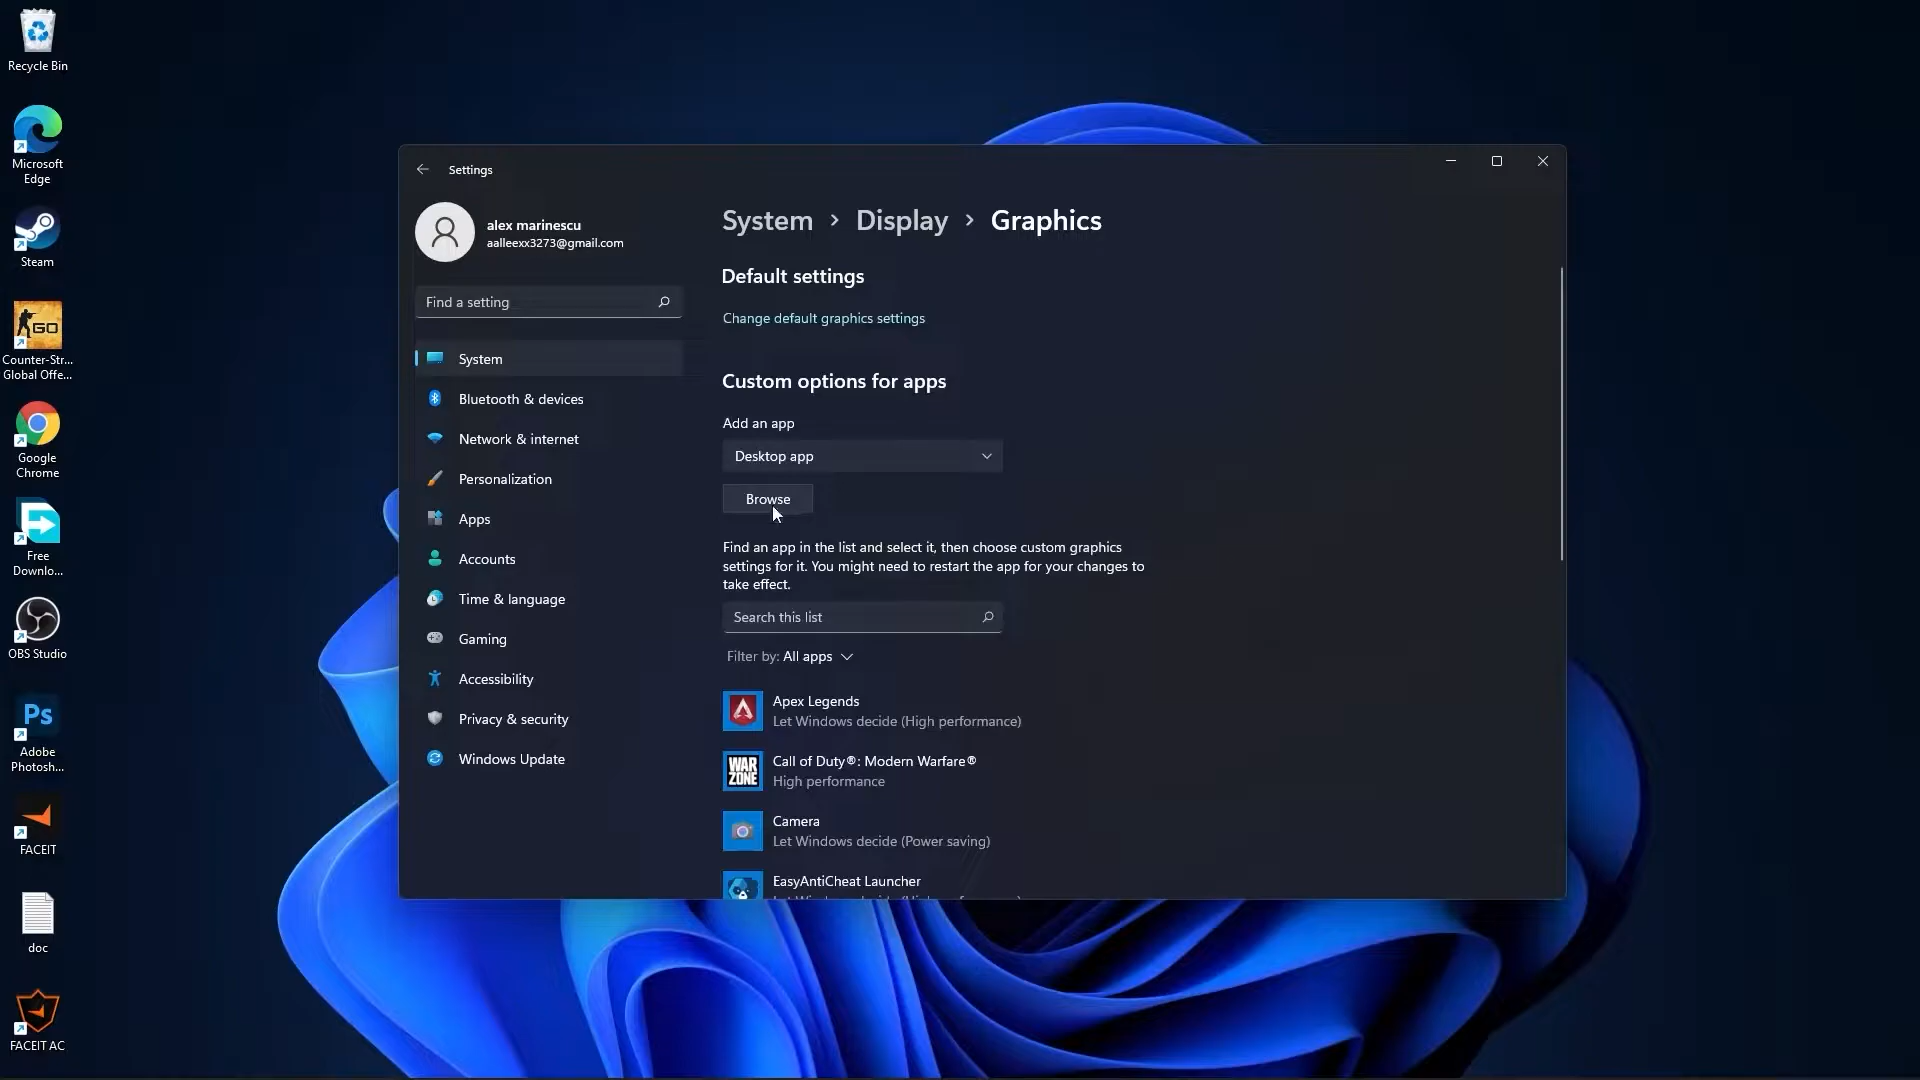 Recycle Bin
Microsoft
Edge
Steam
GO
Counter-Str...
Global Offe...
Google
Chrome
Free
Downlo...
OBS Studio
Ps
Adobe
Photosh...
FACEIT
doc
FACEIT AC
Settings
alex marinescu
aalleexx3273@gmail.com
Find a setting
System
Bluetooth & devices
Network & internet
Personalization
Apps
Accounts
Time & language
Gaming
Accessibility
Privacy & security
Windows Update
System > Display > Graphics
Default settings
Change default graphics settings
Custom options for apps
Add an app
Desktop app
Browse
Find an app in the list and select it, then choose custom graphics
settings for it. You might need to restart the app for your changes to
take effect.
Search this list
Filter by: All apps
Apex Legends
Let Windows decide (High performance)
WAR
ZONE
Call of Duty®: Modern Warfare®
High performance
Camera
Let Windows decide (Power saving)
EasyAntiCheat Launcher